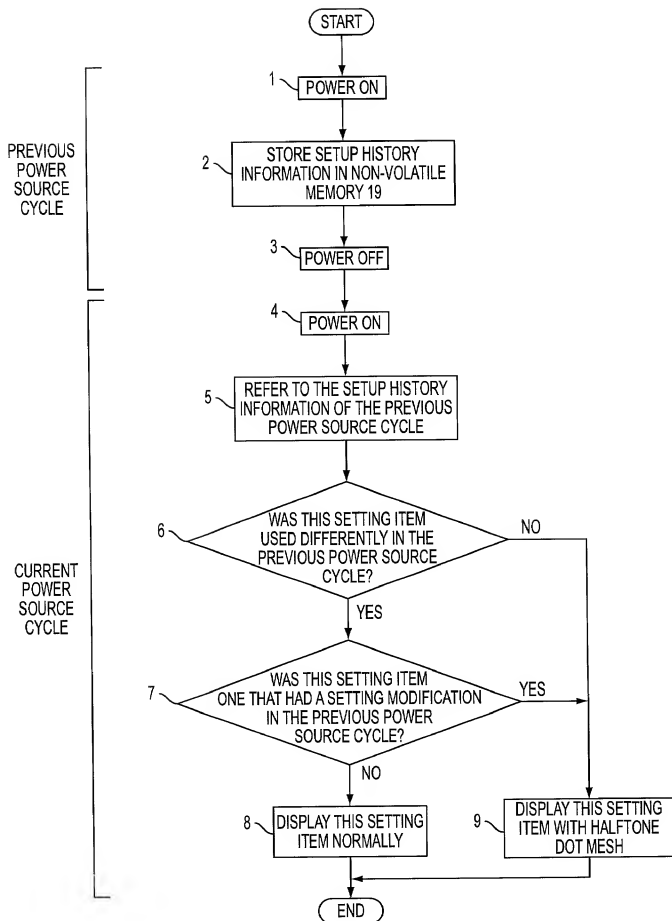 START
1
POWER ON
PREVIOUS
POWER
SOURCE
CYCLE
2
STORE SETUP HISTORY
INFORMATION IN NON-VOLATILE
MEMORY 19
3
POWER OFF
4
POWER ON
5
REFER TO THE SETUP HISTORY
INFORMATION OF THE PREVIOUS
POWER SOURCE CYCLE
6
WAS THIS SETTING ITEM
USED DIFFERENTLY IN THE
PREVIOUS POWER SOURCE
CYCLE?
NO
YES
CURRENT
POWER
SOURCE
CYCLE
7
WAS THIS SETTING ITEM
ONE THAT HAD A SETTING MODIFICATION
IN THE PREVIOUS POWER
SOURCE CYCLE?
YES
NO
8
DISPLAY THIS SETTING
ITEM NORMALLY
9
DISPLAY THIS SETTING
ITEM WITH HALFTONE
DOT MESH
END